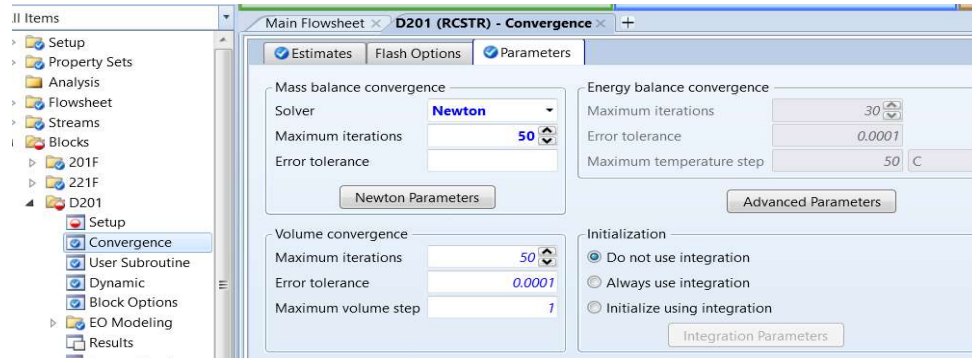 ll Items
Main Flowsheet × D201 (RCSTR) - Convergence × +
Setup
Property Sets
Analysis
Flowsheet
Streams
Blocks
201F
221F
D201
Setup
Convergence
User Subroutine
Dynamic
Block Options
EO Modeling
Results
Estimates Flash Options Parameters
Mass balance convergence
Solver Newton
Maximum iterations 50
Error tolerance
Newton Parameters
Energy balance convergence
Maximum iterations 30
Error tolerance 0.0001
Maximum temperature step 50 C
Advanced Parameters
Volume convergence
Maximum iterations 50
Error tolerance 0.0001
Maximum volume step 1
Initialization
Do not use integration
Always use integration
Initialize using integration
Integration Parameters